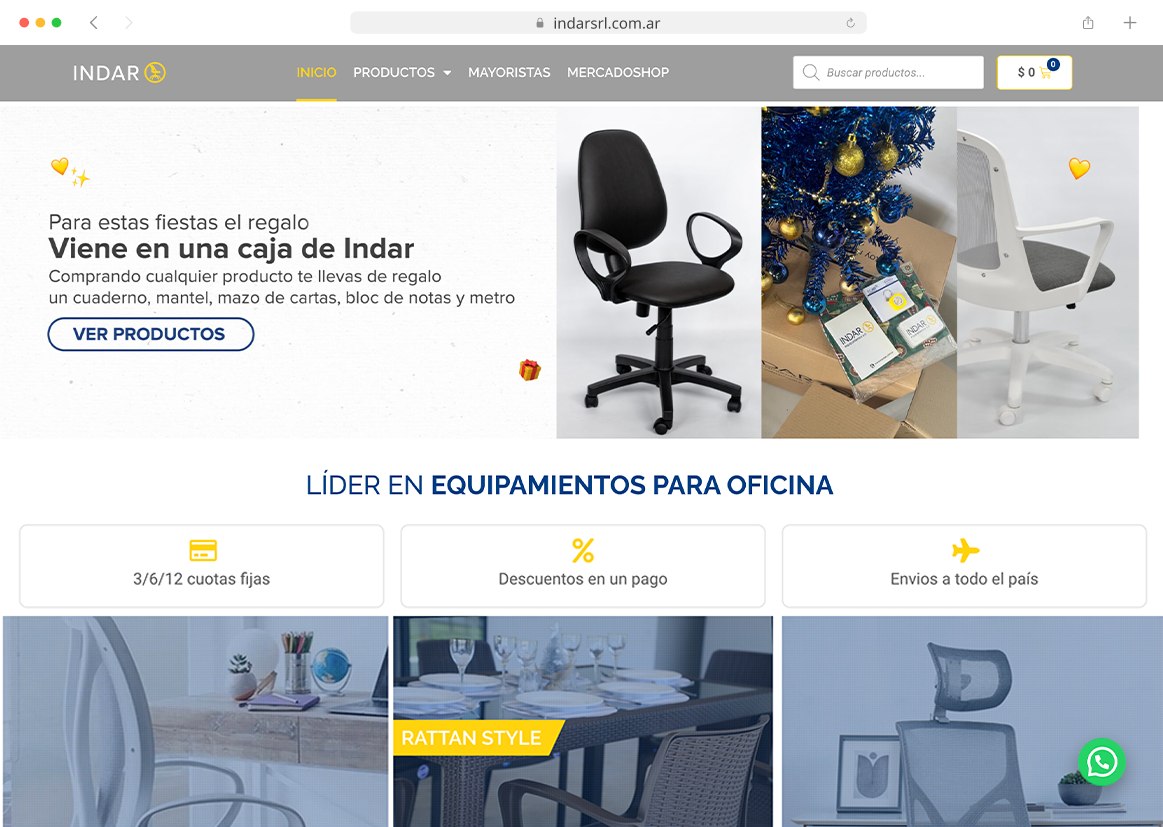 indarsrl.com.ar
INDAR
INICIO
PRODUCTOS
MAYORISTAS
MERCADOSHOP
Buscar productos...
$ 0
0
Para estas fiestas el regalo
Viene en una caja de Indar
Comprando cualquier producto te llevas de regalo
un cuaderno, mantel, mazo de cartas, bloc de notas y metro
VER PRODUCTOS
INDAR
INDAR
LÍDER EN EQUIPAMIENTOS PARA OFICINA
3/6/12 cuotas fijas
Descuentos en un pago
Envios a todo el país
RATTAN STYLE